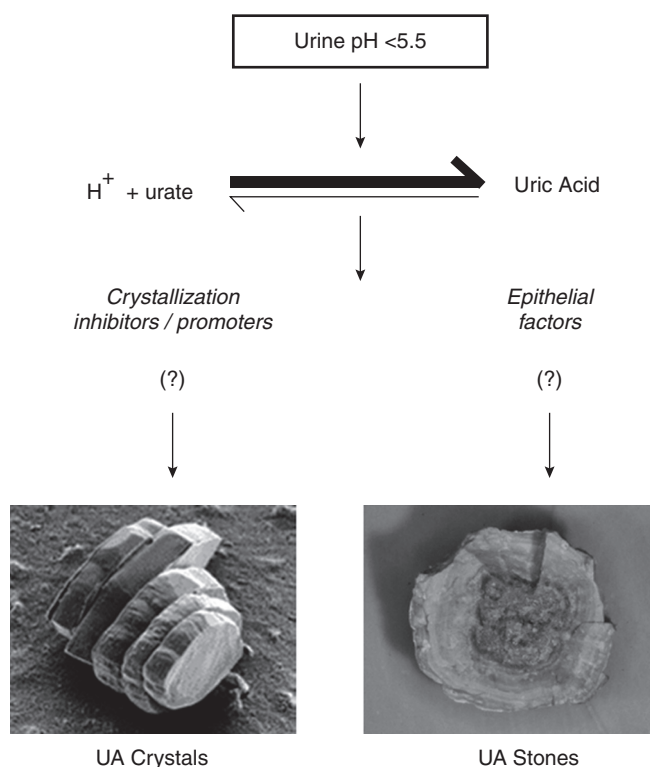 Urine pH <5.5
H+ + urate
Uric Acid
Crystallization
inhibitors / promoters
Epithelial
factors
(?)
(?)
UA Crystals
UA Stones